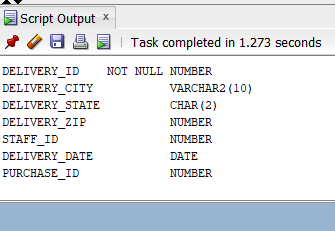 Script Output x
Task completed in 1.273 seconds
DELIVERY_ID NOT NULL NUMBER
DELIVERY_CITY VARCHAR2(10)
DELIVERY_STATE CHAR(2)
DELIVERY_ZIP NUMBER
STAFF_ID NUMBER
DELIVERY_DATE DATE
PURCHASE_ID NUMBER